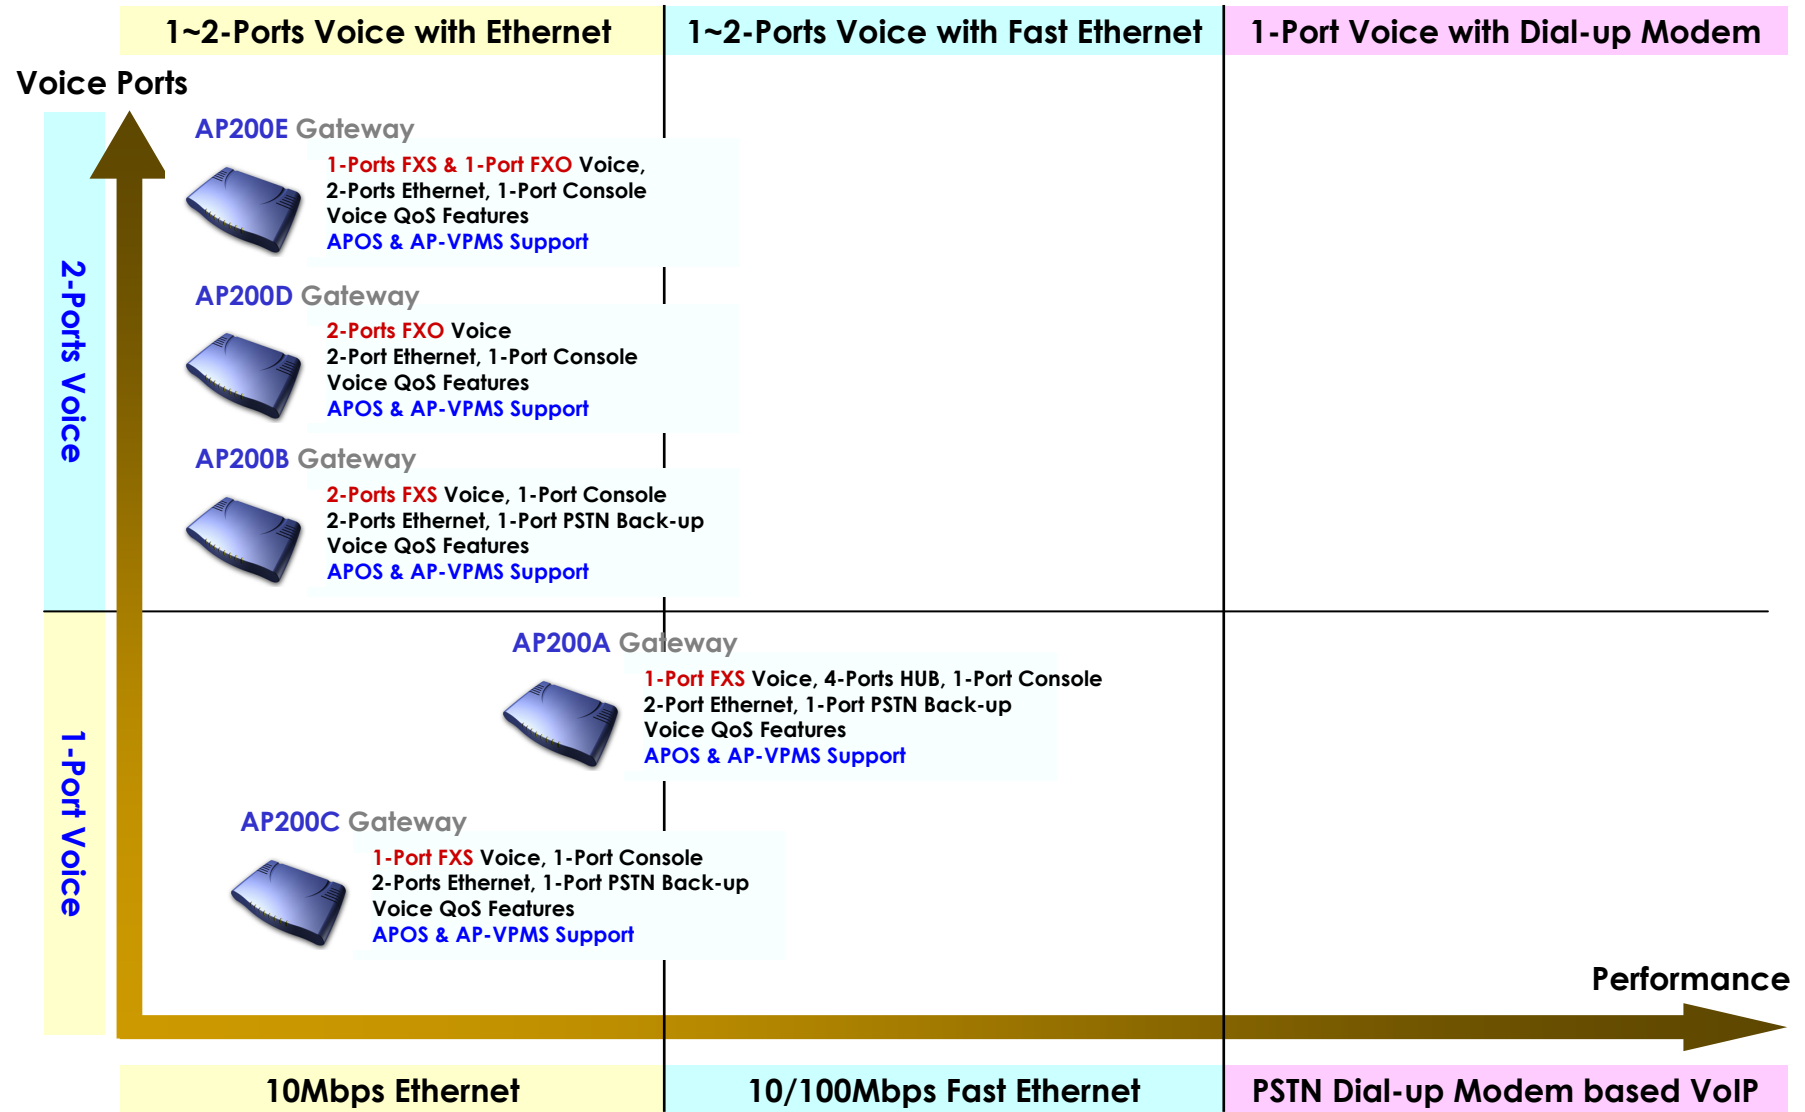 1~2-Ports Voice with Ethernet
1~2-Ports Voice with Fast Ethernet
1-Port Voice with Dial-up Modem
Voice Ports
2-Ports Voice
AP200E Gateway
1-Ports FXS & 1-Port FXO Voice,
2-Ports Ethernet, 1-Port Console
Voice QoS Features
APOS & AP-VPMS Support
AP200D Gateway
2-Ports FXO Voice
2-Port Ethernet, 1-Port Console
Voice QoS Features
APOS & AP-VPMS Support
AP200B Gateway
2-Ports FXS Voice, 1-Port Console
2-Ports Ethernet, 1-Port PSTN Back-up
Voice QoS Features
APOS & AP-VPMS Support
1-Port Voice
AP200A Gateway
1-Port FXS Voice, 4-Ports HUB, 1-Port Console
2-Port Ethernet, 1-Port PSTN Back-up
Voice QoS Features
APOS & AP-VPMS Support
AP200C Gateway
1-Port FXS Voice, 1-Port Console
2-Ports Ethernet, 1-Port PSTN Back-up
Voice QoS Features
APOS & AP-VPMS Support
Performance
10Mbps Ethernet
10/100Mbps Fast Ethernet
PSTN Dial-up Modem based VoIP